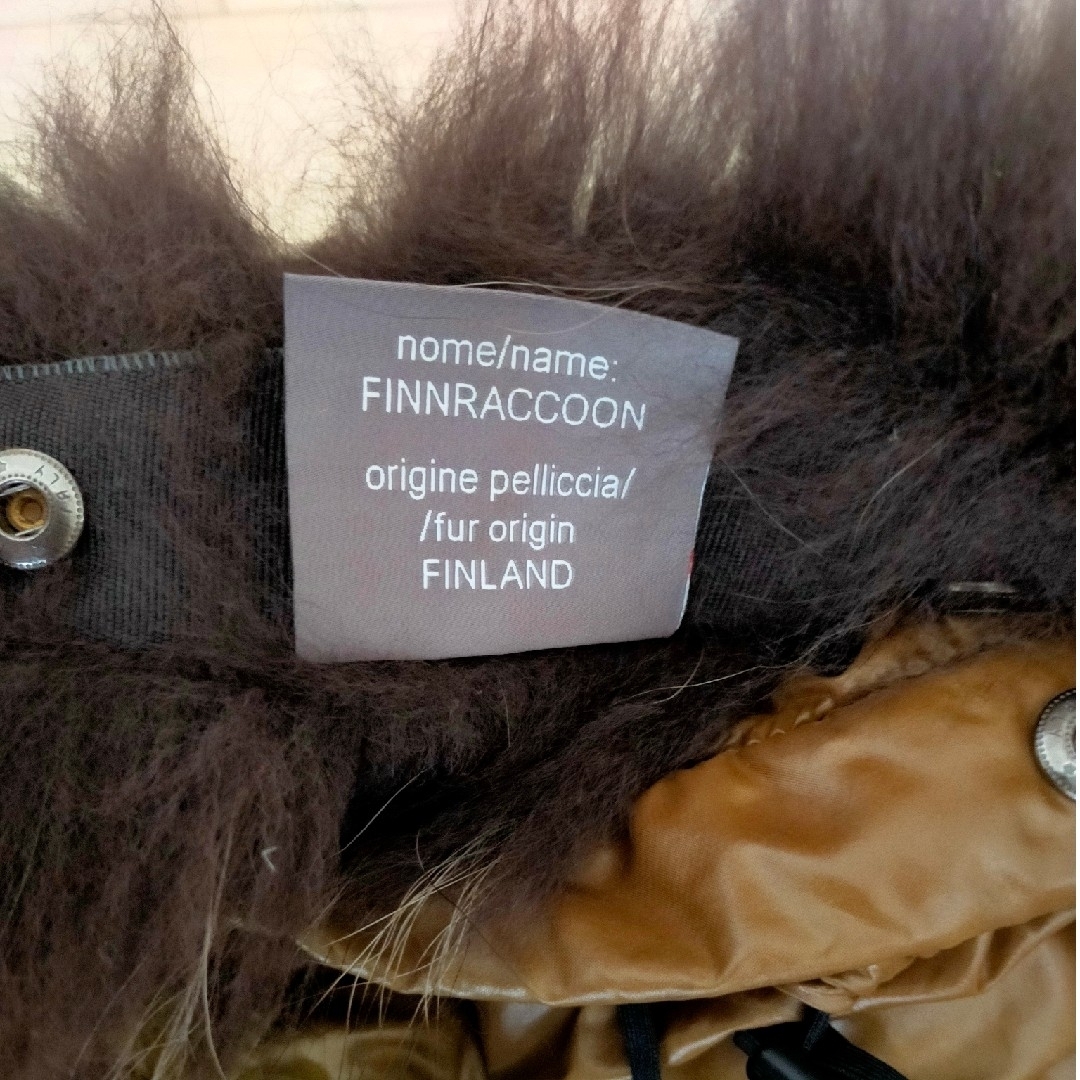 nome/name:
FINNRACCOON
origine pelliccia/
/fur origin
FINLAND